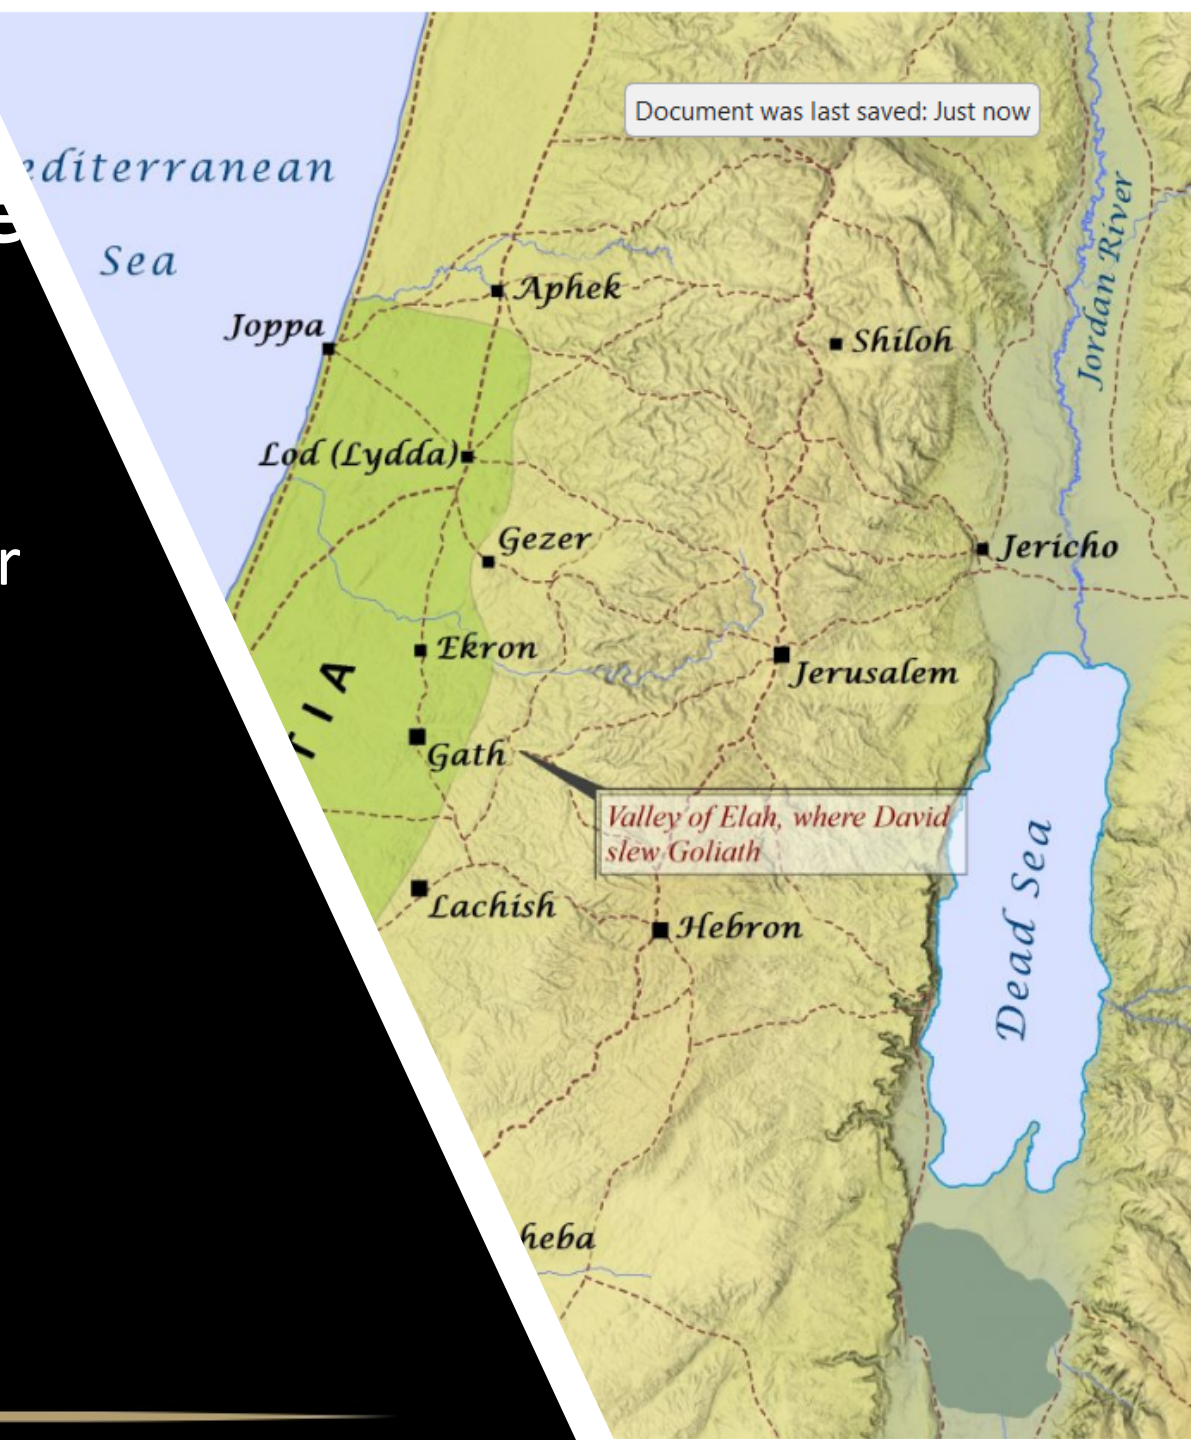 Document was last saved: Just now
editerranean
Sea
Jordan River
Aphek
Joppa
Shiloh
Lod (Lydda)
Gezer
r
Jericho
Ekron
Jerusalem
TIA
Gath
Valley of Elah, where David
slew Goliath
Dead Sea
Lachish
Hebron
heba